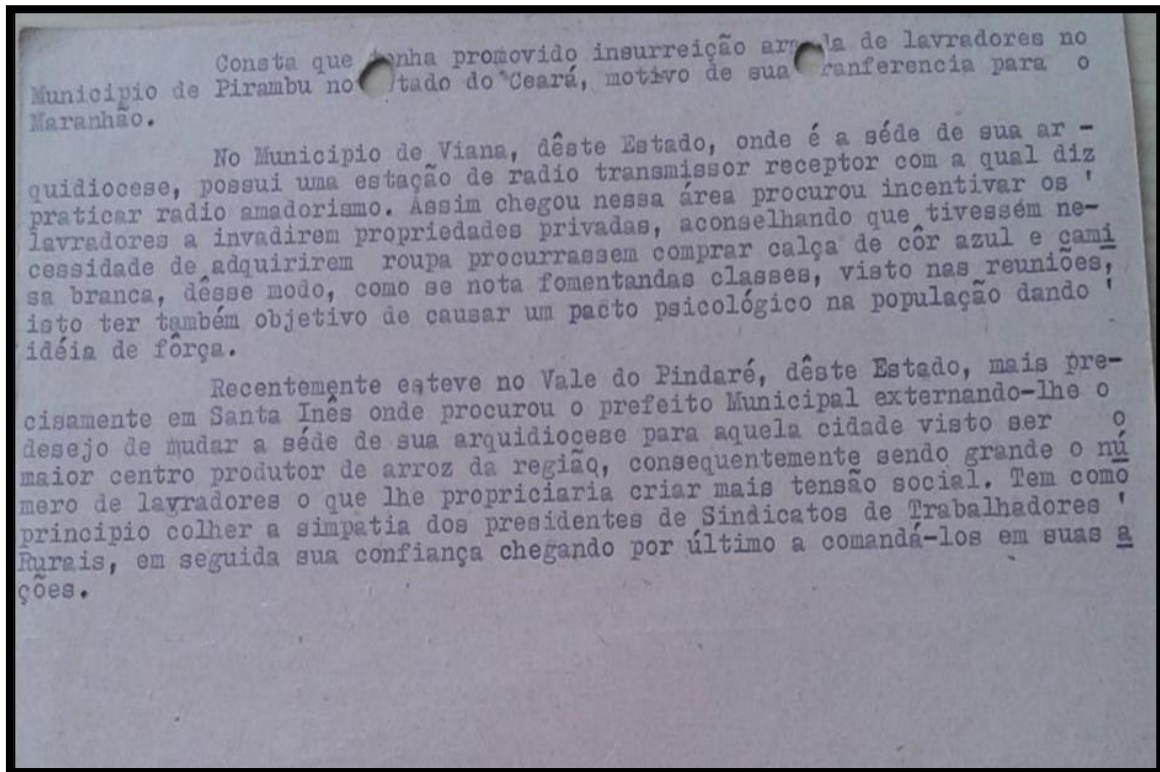 Consta que tenha promovido insurreição armada de lavradores no
Municipio de Pirambu no Estado do Ceará, motivo de sua tranferencia para o
Maranhão.
No Municipio de Viana, dêste Estado, onde é a séde de sua ar -
quidiocese, possui uma estação de radio transmissor receptor com a qual diz
praticar radio amadorismo. Assim chegou nessa área procurou incentivar os '
lavradores a invadirem propriedades privadas, aconselhando que tivessém ne-
cessidade de adquirirem roupa procurrassem comprar calça de côr azul e cami
sa branca, dêsse modo, como se nota fomentandas classes, visto nas reuniões,
isto ter também objetivo de causar um pacto psicológico na população dando '
idéia de fôrça.
Recentemente esteve no Vale do Pindaré, dêste Estado, mais pre-
cisamente em Santa Inês onde procurou o prefeito Municipal externando-lhe o
desejo de mudar a séde de sua arquidiocese para aquela cidade visto ser o
maior centro produtor de arroz da região, consequentemente sendo grande o nú
mero de lavradores o que lhe propriciaria criar mais tensão social. Tem como
principio colher a simpatia dos presidentes de Sindicatos de Trabalhadores '
Rurais, em seguida sua confiança chegando por último a comandá-los em suas a
ções.